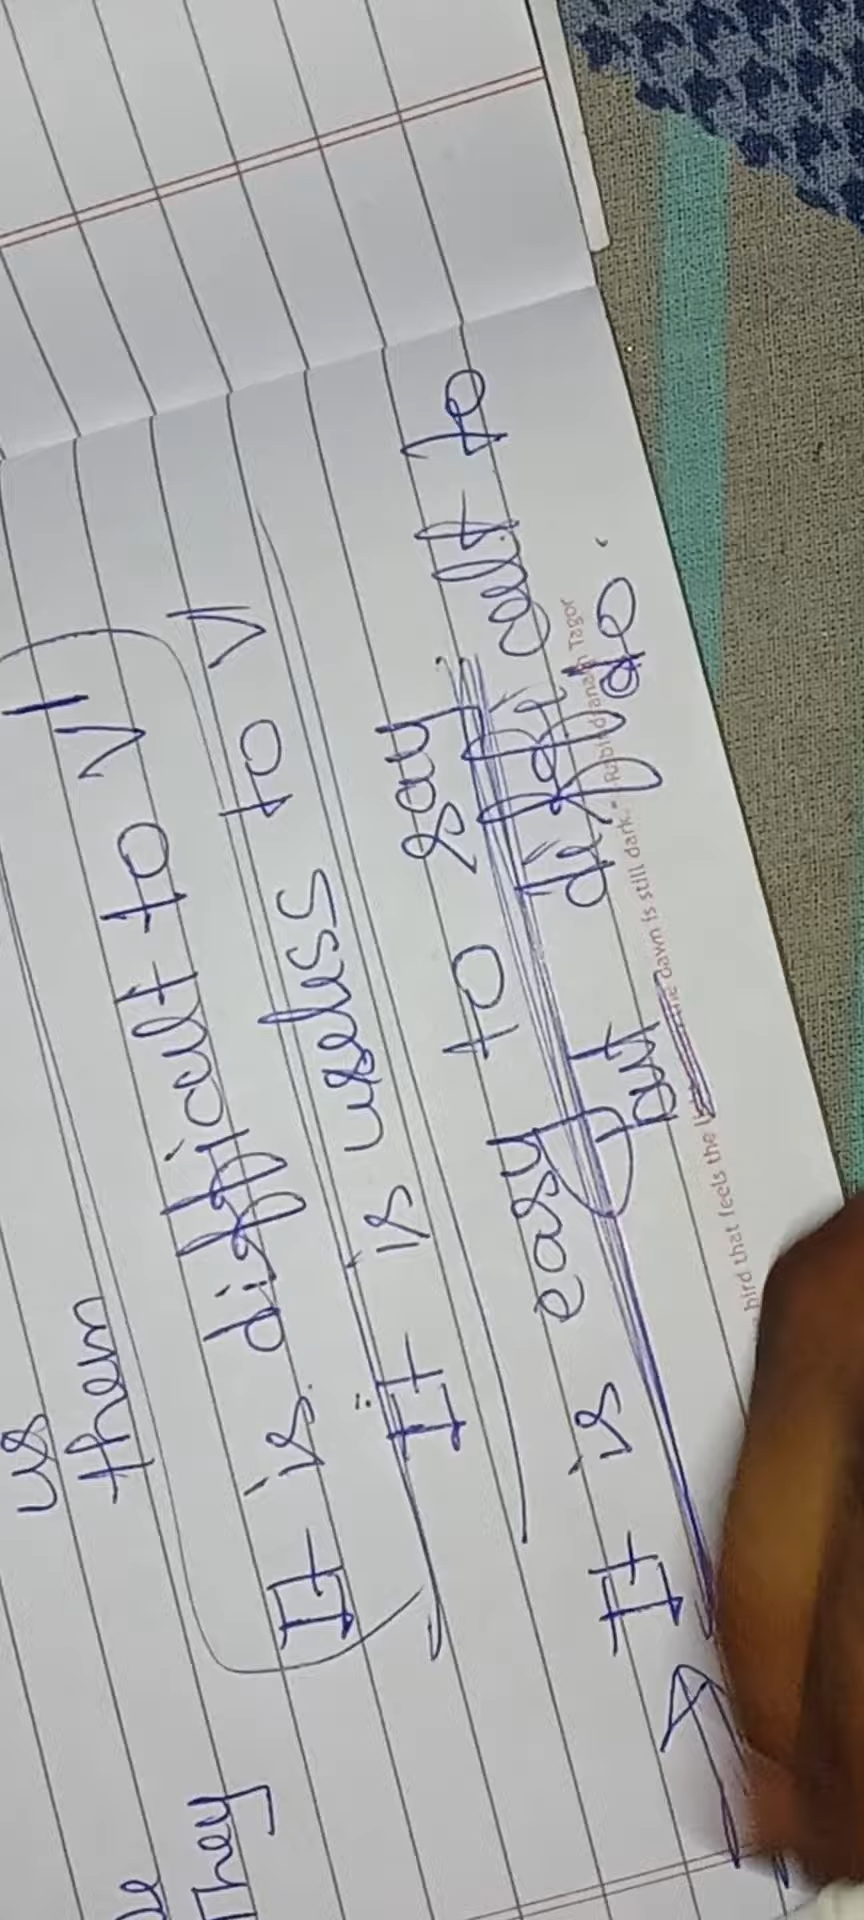 us
them
They
It is difficult to V1
It is useless to V
It is easy to say
but difficult to
do.
bird that feels the
the dawn is still dark." Rabindranath Tagor